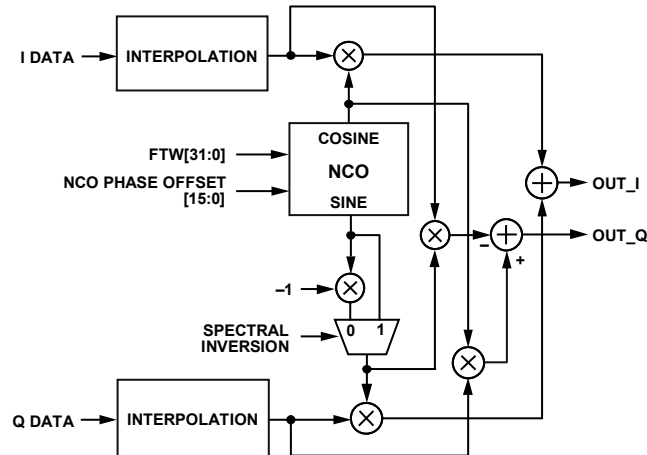 I DATA
INTERPOLATION
COSINE
FTW[31:0]
NCO
NCO PHASE OFFSET
[15:0]
SINE
OUT_I
OUT_Q
–
+
–1
0 1
SPECTRAL
INVERSION
Q DATA
INTERPOLATION